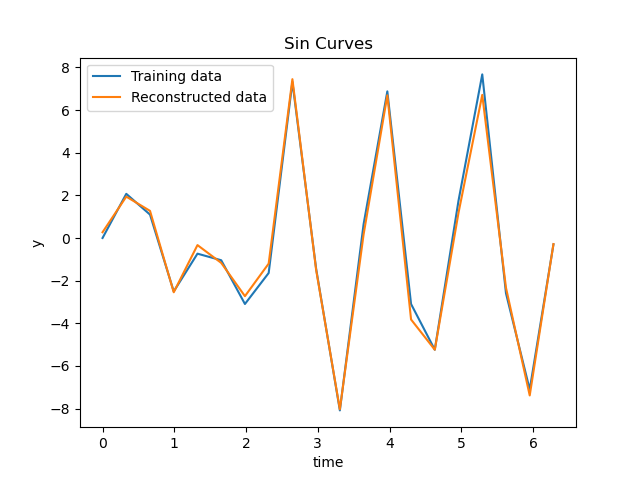 Sin Curves
Training data
Reconstructed data
8
6
4
2
0
−2
−4
−6
−8
y
0 1 2 3 4 5 6
time